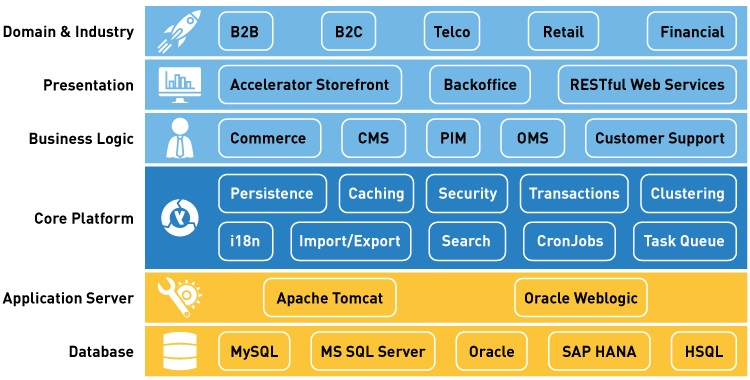 Domain & Industry B2B B2C Telco Retail Financial
Presentation Accelerator Storefront Backoffice RESTful Web Services
Business Logic Commerce CMS PIM OMS Customer Support
Persistence Caching Security Transactions Clustering
Core Platform
i18n Import/Export Search CronJobs Task Queue
Application Server Apache Tomcat Oracle Weblogic
Database MySQL MS SQL Server Oracle SAP HANA HSQL